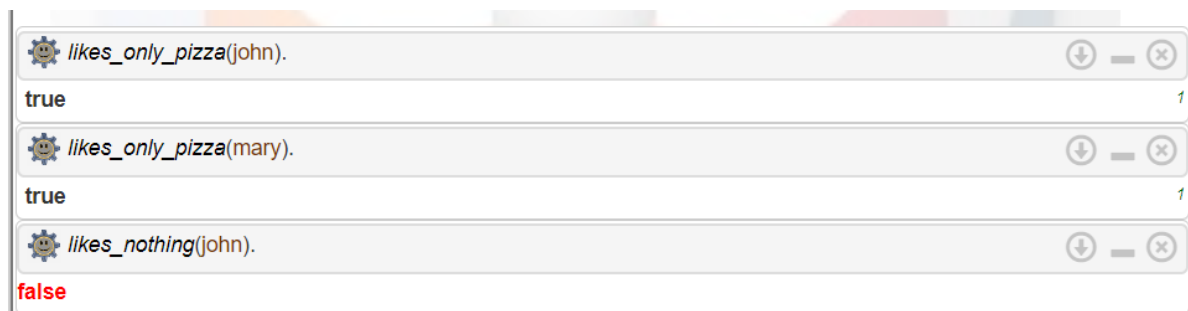 likes_only_pizza(john).
true 1
likes_only_pizza(mary).
true 1
likes_nothing(john).
false